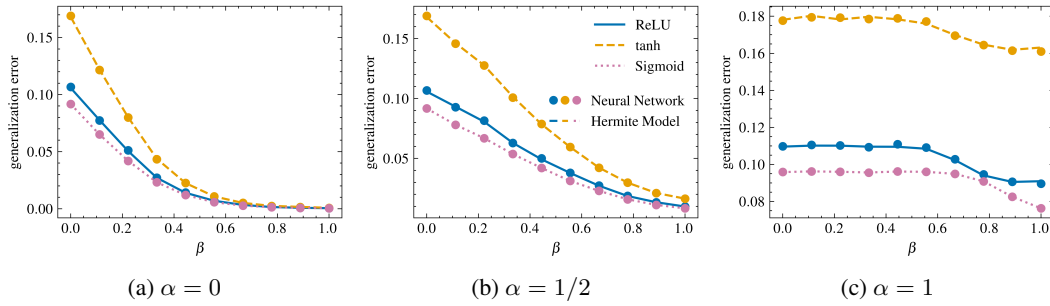 generalization error
0.15
0.10
0.05
0.00
0.0 0.2 0.4 0.6 0.8 1.0
β
(a) α = 0
generalization error
0.15
0.10
0.05
0.0 0.2 0.4 0.6 0.8 1.0
β
ReLU
tanh
Sigmoid
Neural Network
Hermite Model
(b) α = 1/2
generalization error
0.18
0.16
0.14
0.12
0.10
0.08
0.0 0.2 0.4 0.6 0.8 1.0
β
(c) α = 1